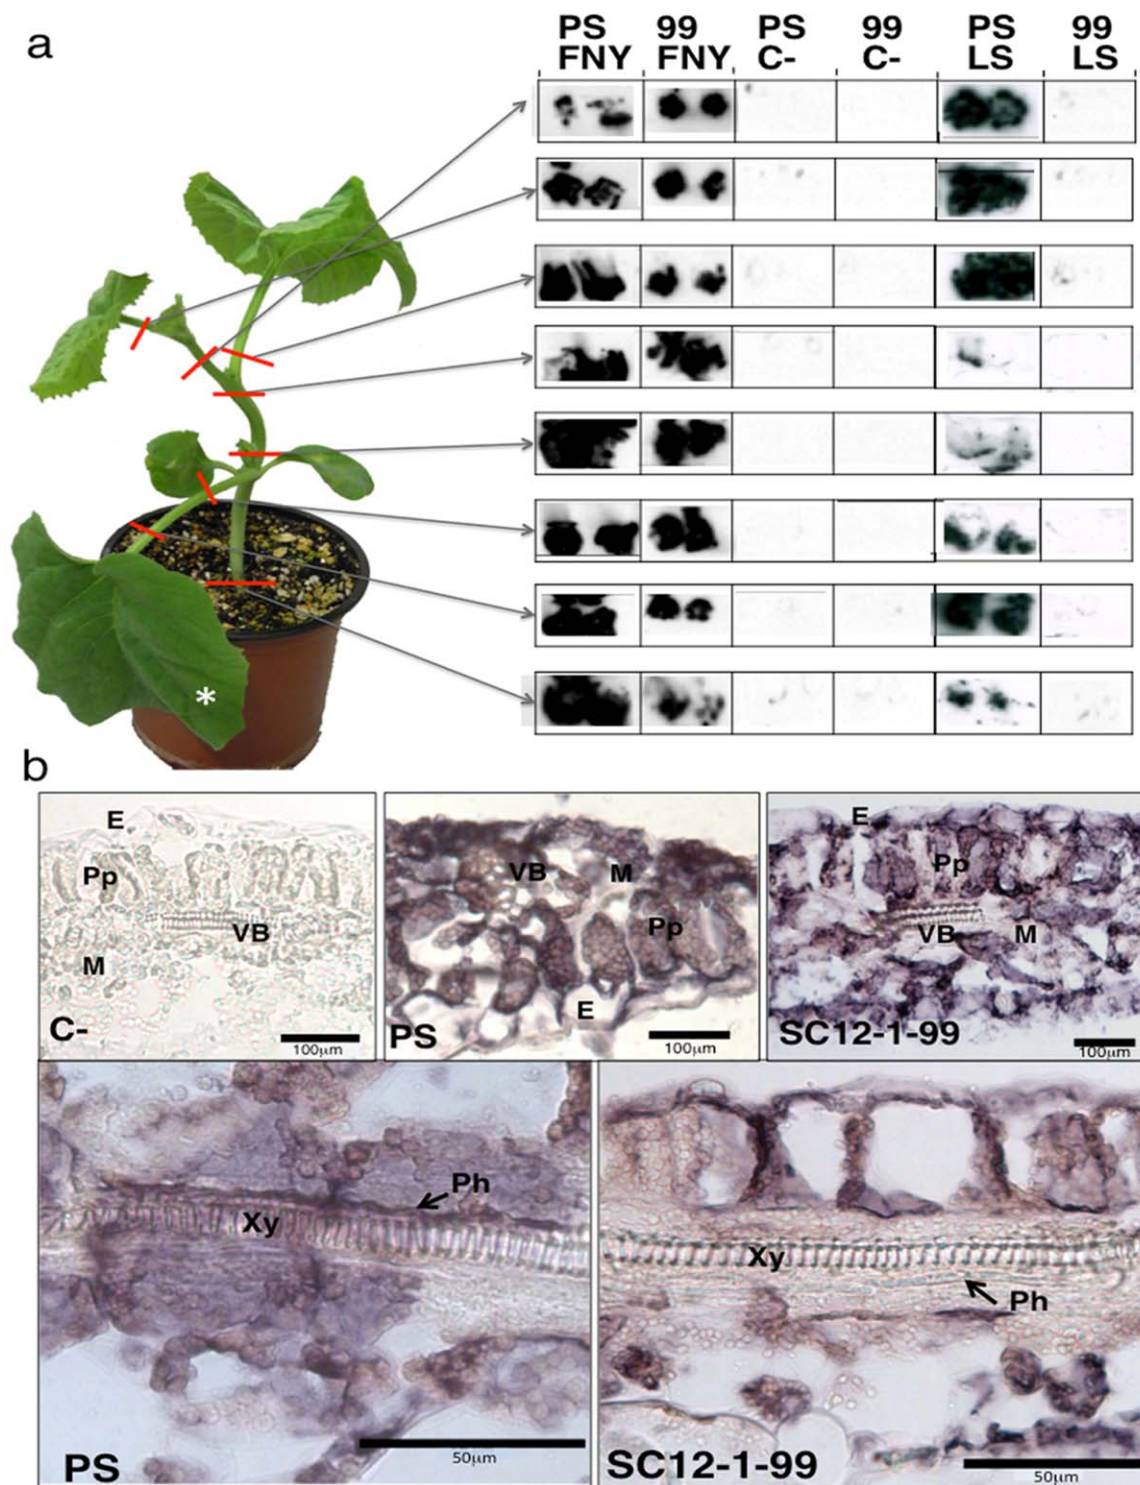 a
PS 99 PS 99 PS 99
FNY FNY C- C- LS LS
*
b
E
Pp
VB
M
C-
100μm
VB M
Pp
E
PS
100μm
E
Pp
VB M
SC12-1-99
100μm
Ph
Xy
PS
50μm
Xy
Ph
SC12-1-99
50μm